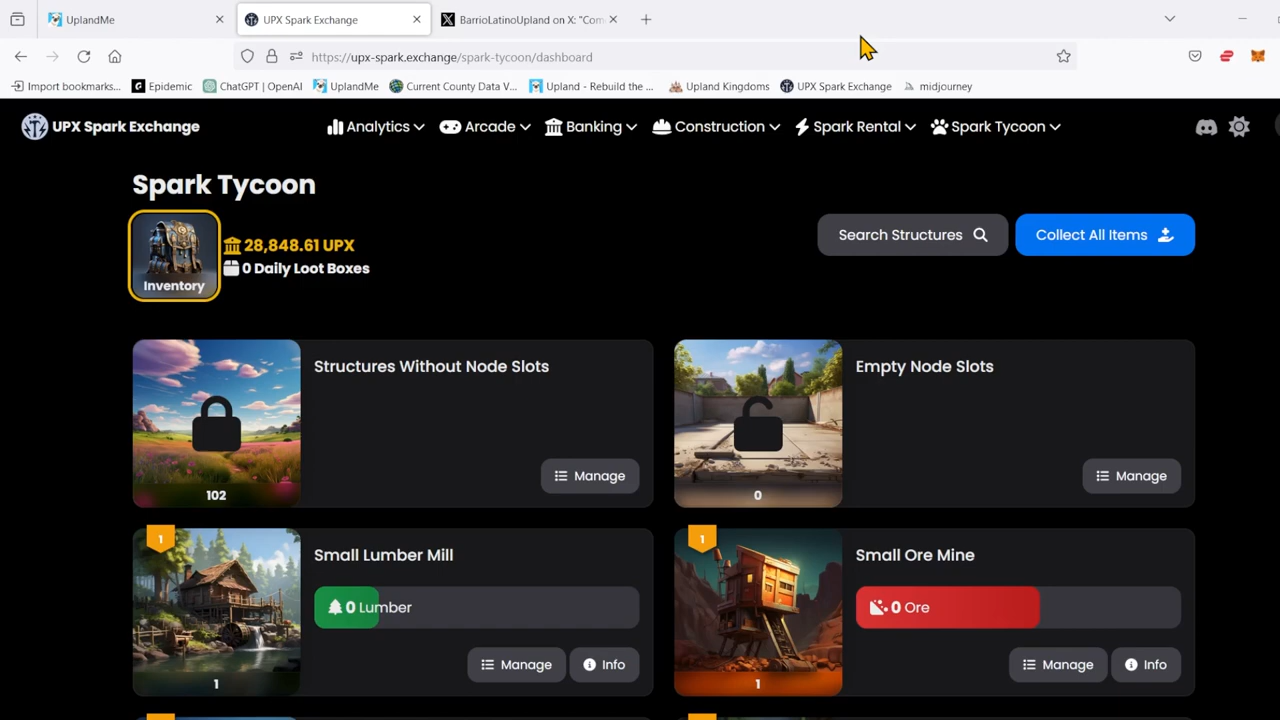 UplandMe
UPX Spark Exchange
BarrioLatinoUpland on X: "Com
https://upx-spark.exchange/spark-tycoon/dashboard
Import bookmarks...
Epidemic
ChatGPT | OpenAI
UplandMe
Current County Data V...
Upland - Rebuild the ...
Upland Kingdoms
UPX Spark Exchange
midjourney
UPX Spark Exchange
Analytics
Arcade
Banking
Construction
Spark Rental
Spark Tycoon
Spark Tycoon
Inventory
28,848.61 UPX
0 Daily Loot Boxes
Search Structures
Collect All Items
Structures Without Node Slots
Manage
102
Empty Node Slots
Manage
0
1
Small Lumber Mill
0 Lumber
Manage
Info
1
1
Small Ore Mine
0 Ore
Manage
Info
1